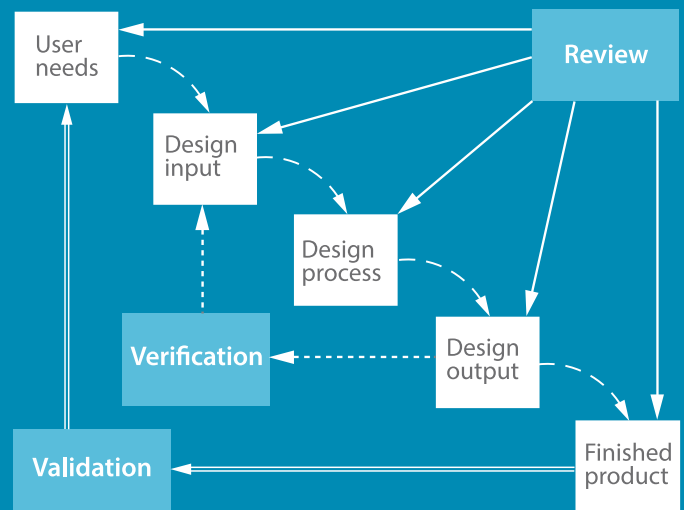 User
needs
Review
Design
input
Design
process
Verification
Design
output
Validation
Finished
product